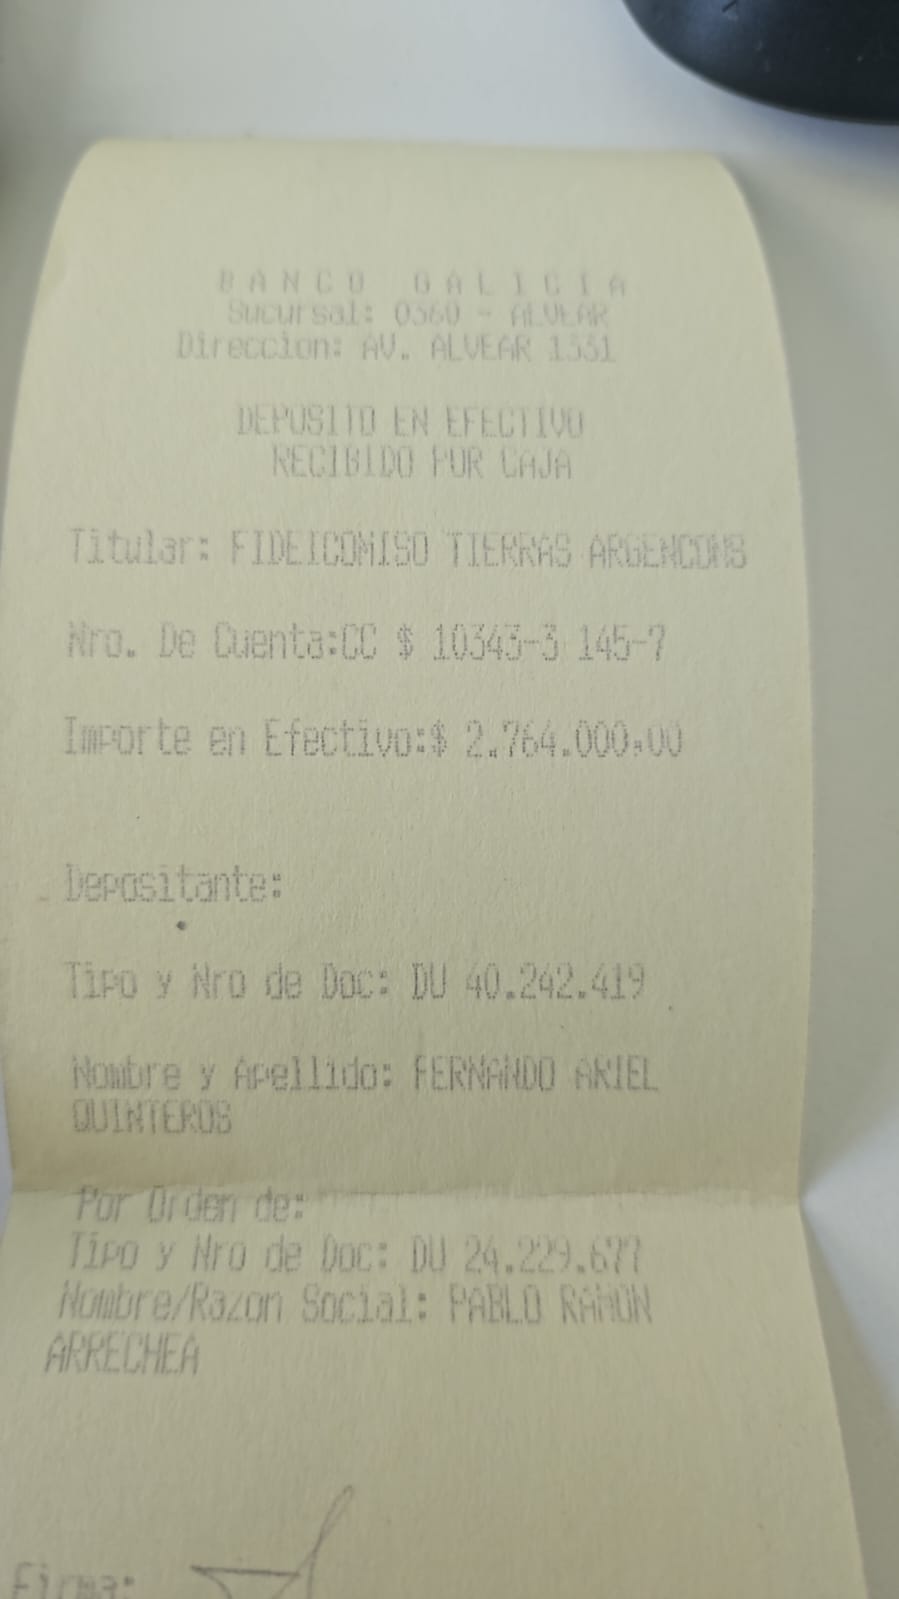 BANCO GALICIA
Sucursal: 0360 - ALVEAR
Direccion: AV. ALVEAR 1331
DEPOSITO EN EFECTIVO
RECIBIDO POR CAJA
Titular: FIDEICOMISO TIERRAS ARGENCONS
Nro. De Cuenta:CC $ 10343-3 145-7
Importe en Efectivo:$ 2.764.000,00
Depositante:
Tipo y Nro de Doc: DU 40.242.419
Nombre y Apellido: FERNANDO ARIEL
QUINTEROS
Por Orden de:
Tipo y Nro de Doc: DU 24.229.677
Nombre/Razon Social: PABLO RAMON
ARRECHEA
Firma: